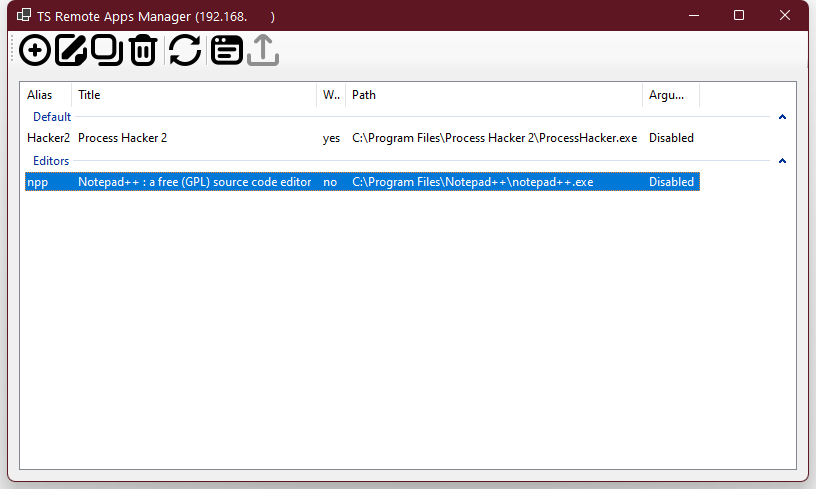 TS Remote Apps Manager (192.168. )
Alias Title W.. Path Argu...
Default
Hacker2 Process Hacker 2 yes C:\Program Files\Process Hacker 2\ProcessHacker.exe Disabled
Editors
npp Notepad++ : a free (GPL) source code editor no C:\Program Files\Notepad++\notepad++.exe Disabled